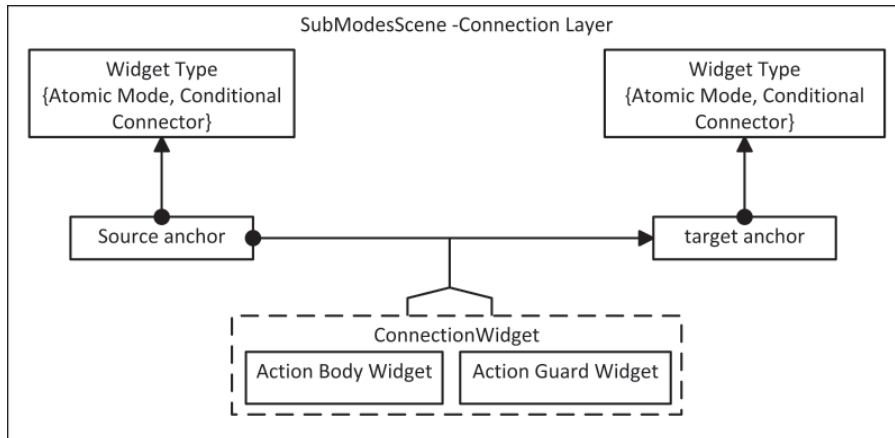 SubModesScene -Connection Layer
Widget Type
{Atomic Mode, Conditional
Connector}
Widget Type
{Atomic Mode, Conditional
Connector}
Source anchor
target anchor
ConnectionWidget
Action Body Widget
Action Guard Widget